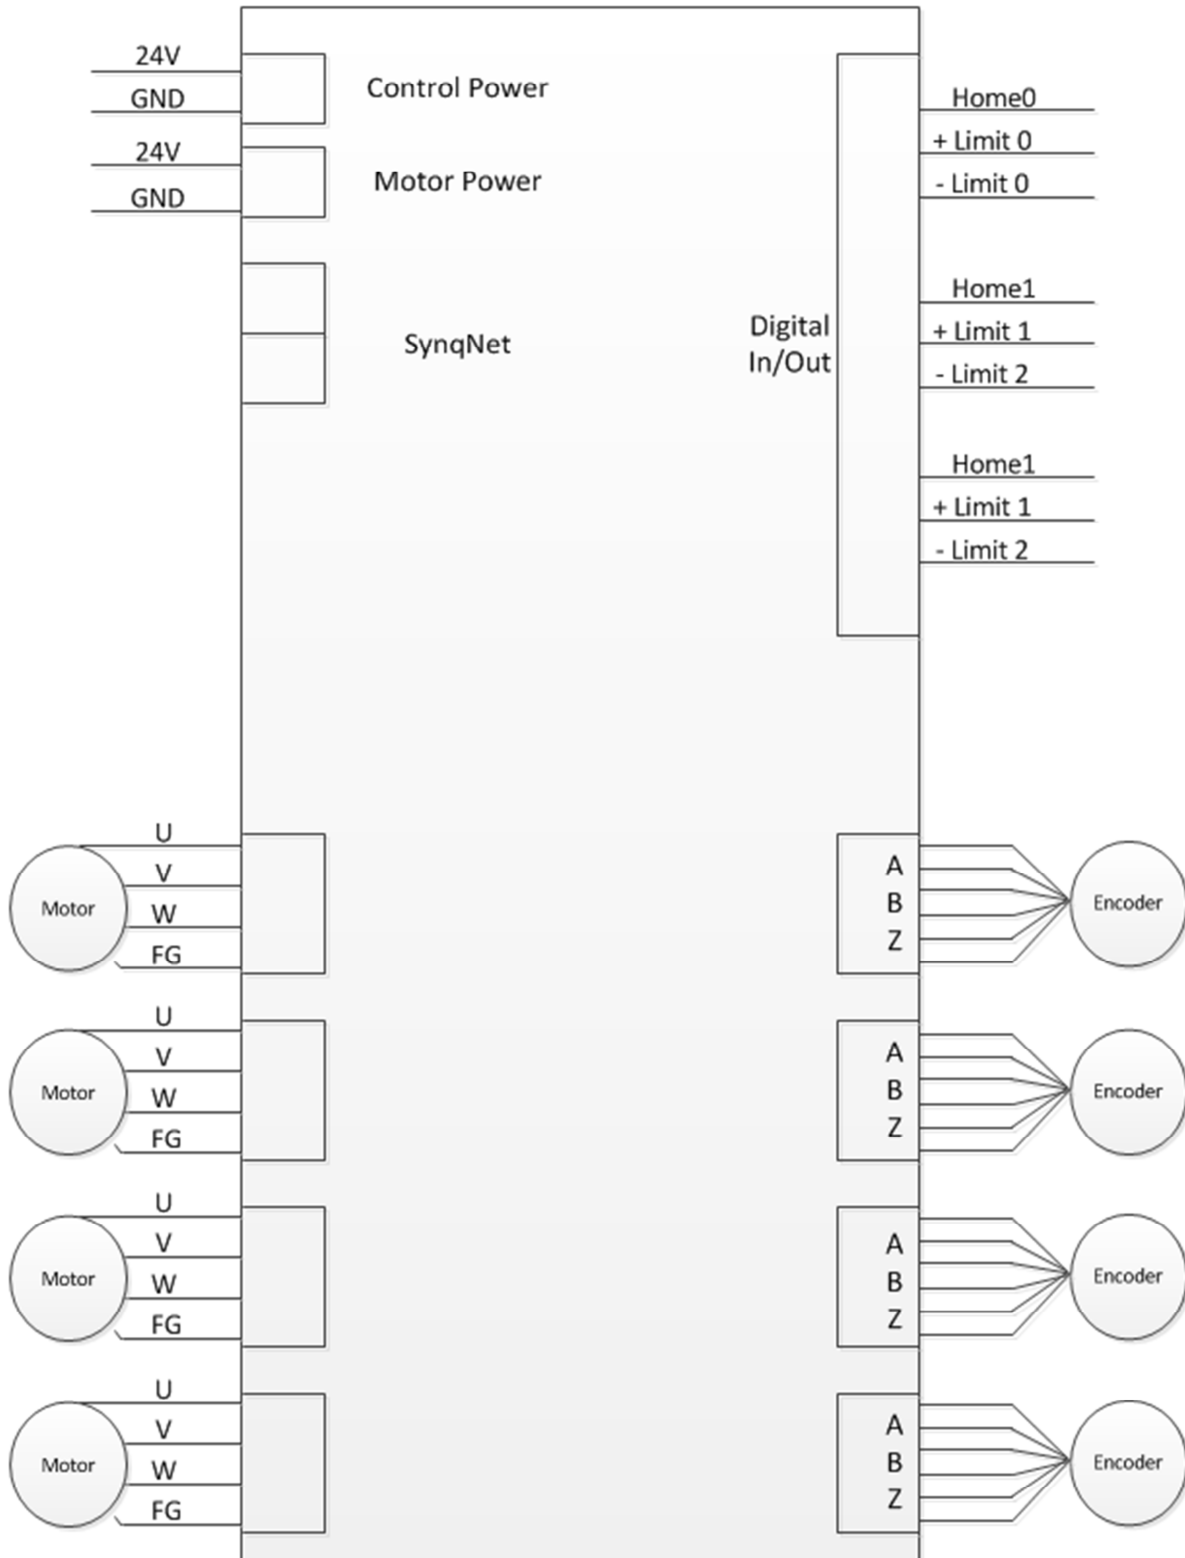 24V
GND
Control Power
24V
GND
Motor Power
SynqNet
Digital
In/Out
Home0
+ Limit 0
- Limit 0
Home1
+ Limit 1
- Limit 2
Home1
+ Limit 1
- Limit 2
Motor
U
V
W
FG
A
B
Z
Encoder
Motor
U
V
W
FG
A
B
Z
Encoder
Motor
U
V
W
FG
A
B
Z
Encoder
Motor
U
V
W
FG
A
B
Z
Encoder